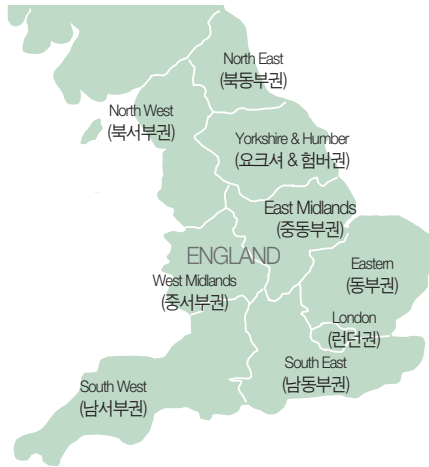 North East
(북동부권)
North West
(북서부권)
Yorkshire & Humber
(요크셔 & 험버권)
East Midlands
(중동부권)
ENGLAND
Eastern
(동부권)
West Midlands
(중서부권)
London
(런던권)
South East
(남동부권)
South West
(남서부권)